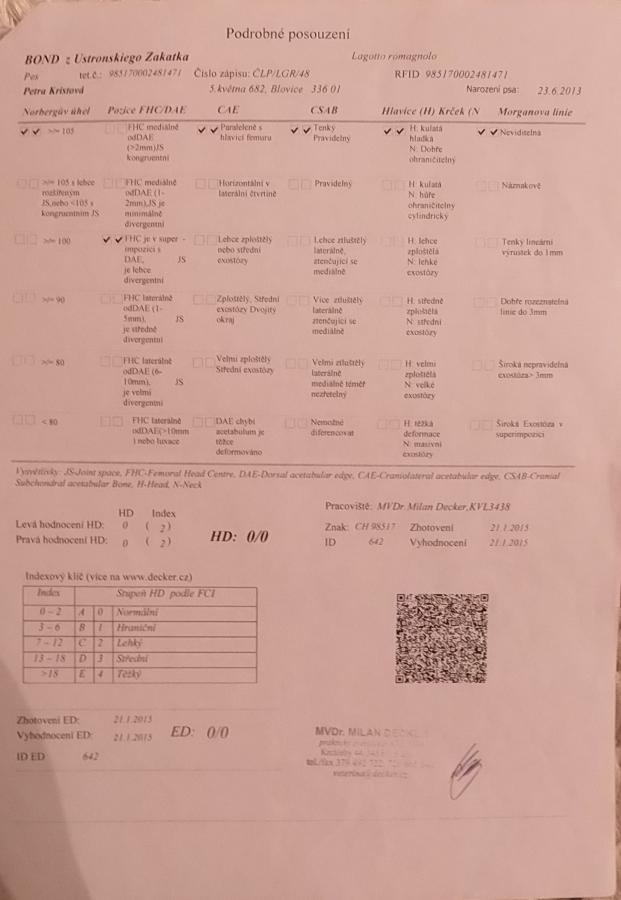 Podrobné posouzení
BOND z Ustronskiego Zakatka Lagotto romagnolo
Pes tet.č.: 985170002481471 Číslo zápisu: ČLP/LGR/48 RFID 985170002481471
Petra Kristová 5.května 682, Blovice 336 01 Narození psa: 23.6.2013
Norbergův úhel Pozice FHC/DAE CAE CSAB Hlavice (H) Krček (N Morganova linie
>/= 105 FHC mediálně Paralelené s Tenký H: kulatá Neviditelná
odDAE hlavicí femuru Pravidelný hladká
(>2mm)JS N: Dobře
kongruentní ohraničitelný
>/= 105 s lehce FHC mediálně Horizontální v Pravidelný H: kulatá Náznakově
rozšířeným odDAE (1- laterální čtvrtině N: hůře
JS,nebo <105 s 2mm)JS je ohraničitelný
kongruentním JS minimálně cylindrický
divergentní
>/= 100 FHC je v super - Lehce zploštělý Lehce ztluštělý H: lehce Tenký lineární
impozici s nebo střední laterálně, zploštělá výrustek do 1mm
DAE, JS exostózy ztenčující se N: lehké
je lehce mediálně exostózy
divergentní
>/= 90 FHC laterálně Zploštělý, Střední Více ztluštělý H: středně Dobře rozeznatelná
odDAE (1- exostózy Dvojitý laterálně zploštělá linie do 3mm
5mm), JS okraj ztenčující se N: střední
je středně mediálně exostózy
divergentní
>/= 80 FHC laterálně Velmi zploštělý Velmi ztluštělý H: velmi Široká nepravidelná
odDAE (6- Střední exostózy laterálně zploštělá exostóza> 3mm
10mm), JS mediálně téměř N: velké
je velmi nezřetelný exostózy
divergentní
< 80 FHC laterálně DAE chybí Nemožné H: těžká Široká Exostóza v
odDAE(>10mm acetabulum je diferencovat deformace superimpozici
) nebo luxace těžce N: masivní
deformováno exostózy
Vysvětlivky: JS-Joint space, FHC-Femoral Head Centre, DAE-Dorsal acetabular edge, CAE-Craniolateral acetabular edge, CSAB-Cranial
Subchondral acetabular Bone, H-Head, N-Neck
HD Index
Levá hodnocení HD: 0 ( 2)
Pravá hodnocení HD: 0 ( 2)
HD: 0/0
Pracoviště: MVDr. Milan Decker,KVL3438
Znak: CH 98517 Zhotovení 21.1.2015
ID 642 Vyhodnocení 21.1.2015
Indexový klíč (více na www.decker.cz)
Index Stupeň HD podle FCI
0 – 2 A 0 Normální
3 – 6 B 1 Hraniční
7 – 12 C 2 Lehký
13 – 18 D 3 Střední
>18 E 4 Těžký
Zhotovení ED: 21.1.2015
Vyhodnocení ED: 21.1.2015 ED: 0/0
ID ED 642
MVDr. MILAN
tel./fax 379 492 722,